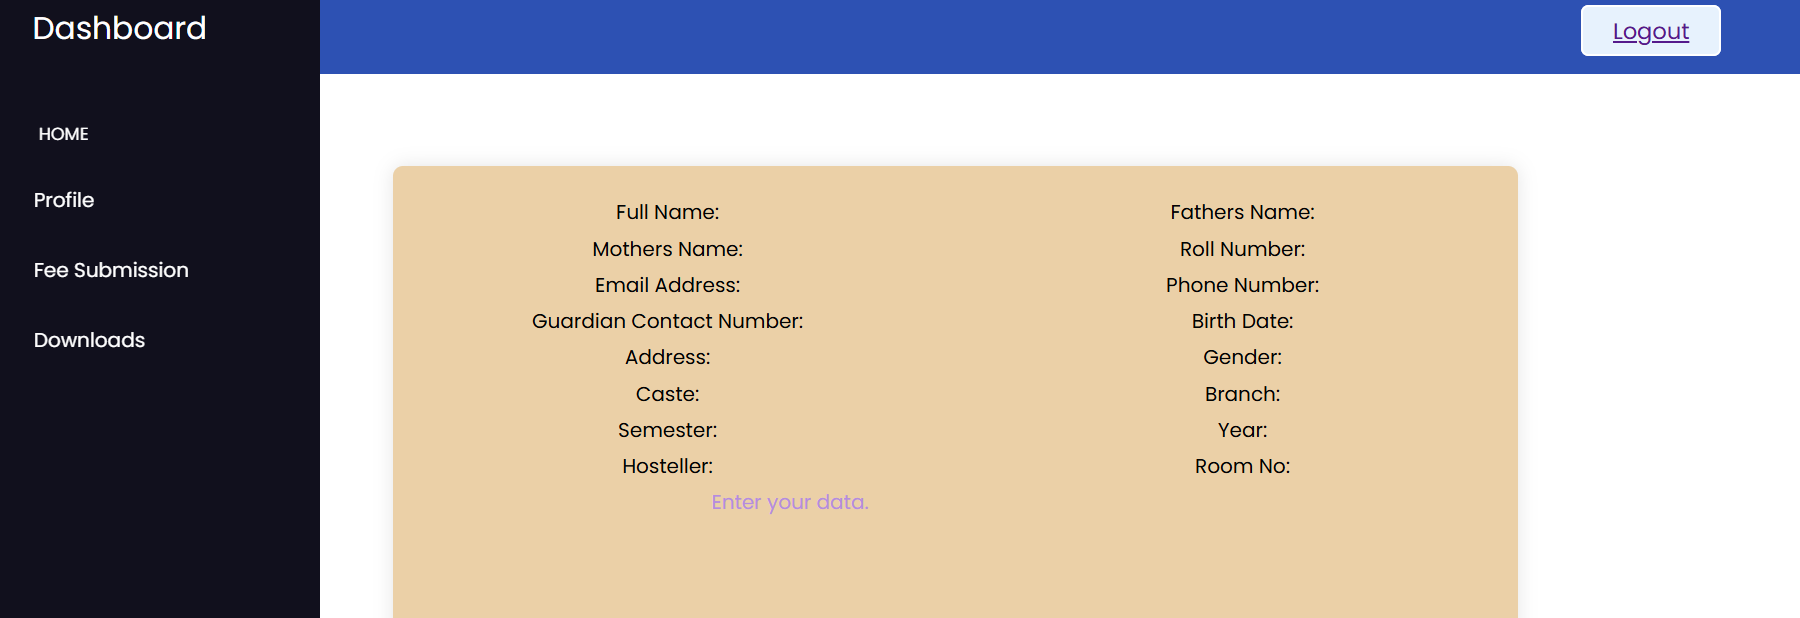 Dashboard
Logout
HOME
Profile
Fee Submission
Downloads
Full Name: Fathers Name:
Mothers Name: Roll Number:
Email Address: Phone Number:
Guardian Contact Number: Birth Date:
Address: Gender:
Caste: Branch:
Semester: Year:
Hosteller: Room No:
Enter your data.